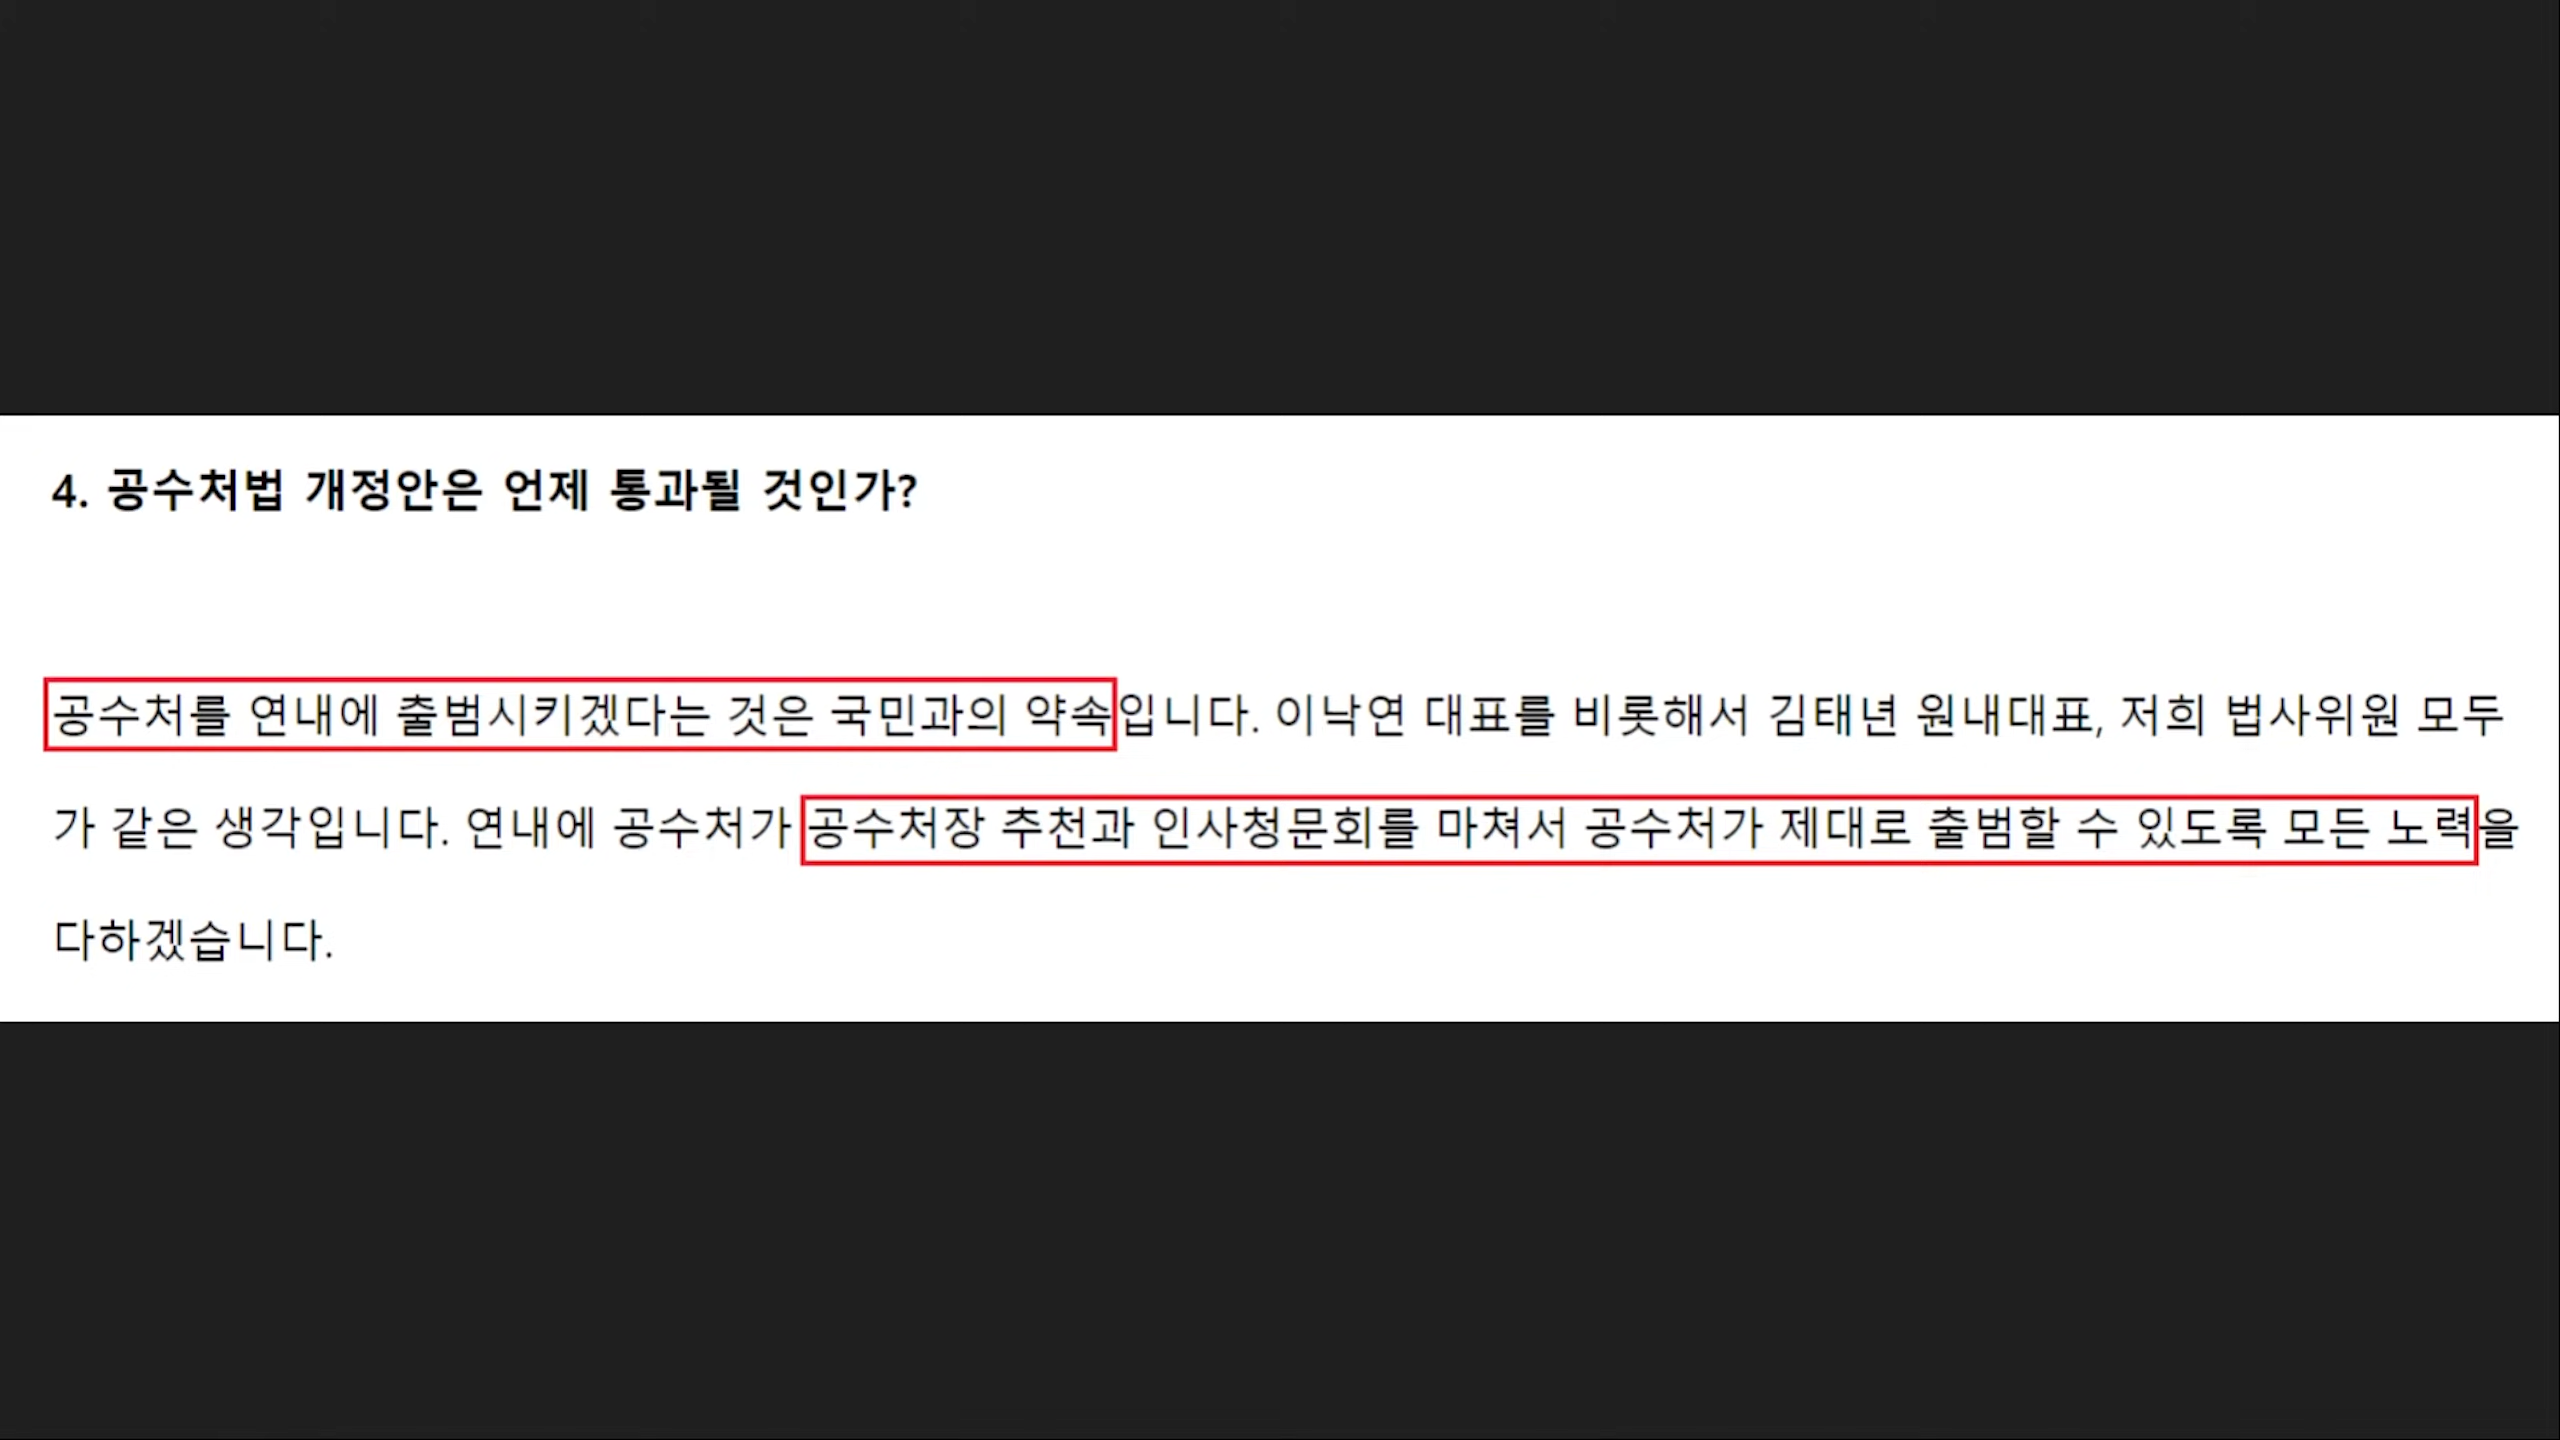 4. 공수처법 개정안은 언제 통과될 것인가?
공수처를 연내에 출범시키겠다는 것은 국민과의 약속입니다. 이낙연 대표를 비롯해서 김태년 원내대표, 저희 법사위원 모두
가 같은 생각입니다. 연내에 공수처가 공수처장 추천과 인사청문회를 마쳐서 공수처가 제대로 출범할 수 있도록 모든 노력을
다하겠습니다.